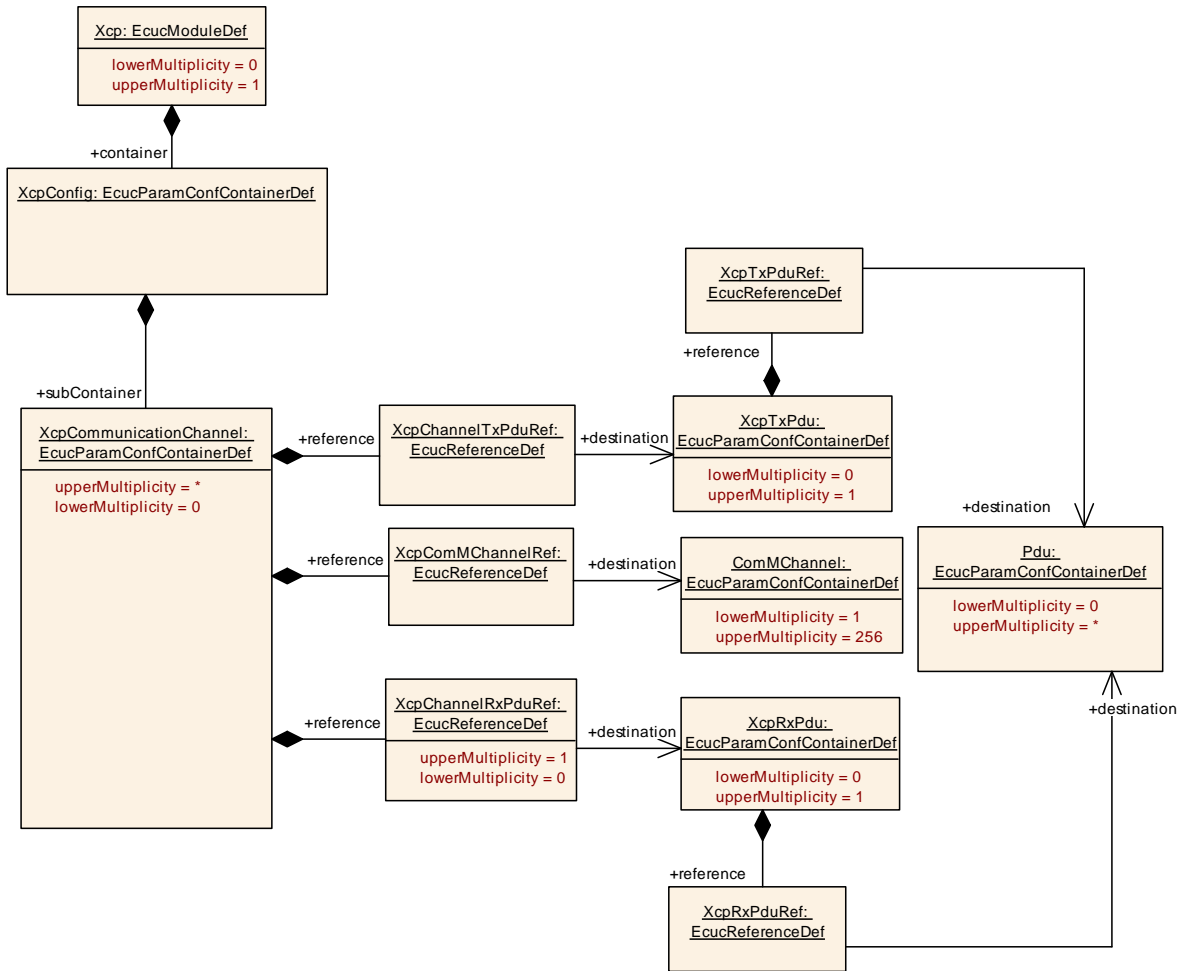 Xcp: EcucModuleDef
lowerMultiplicity = 0
upperMultiplicity = 1
+container
XcpConfig: EcucParamConfContainerDef
+subContainer
XcpCommunicationChannel:
EcucParamConfContainerDef
upperMultiplicity = *
lowerMultiplicity = 0
+reference
XcpChannelTxPduRef:
EcucReferenceDef
+destination
XcpTxPduRef:
EcucReferenceDef
+reference
XcpTxPdu:
EcucParamConfContainerDef
lowerMultiplicity = 0
upperMultiplicity = 1
+destination
Pdu:
EcucParamConfContainerDef
lowerMultiplicity = 0
upperMultiplicity = *
+reference
XcpComMChannelRef:
EcucReferenceDef
+destination
ComMChannel:
EcucParamConfContainerDef
lowerMultiplicity = 1
upperMultiplicity = 256
+reference
XcpChannelRxPduRef:
EcucReferenceDef
upperMultiplicity = 1
lowerMultiplicity = 0
+destination
XcpRxPdu:
EcucParamConfContainerDef
lowerMultiplicity = 0
upperMultiplicity = 1
+destination
+reference
XcpRxPduRef:
EcucReferenceDef